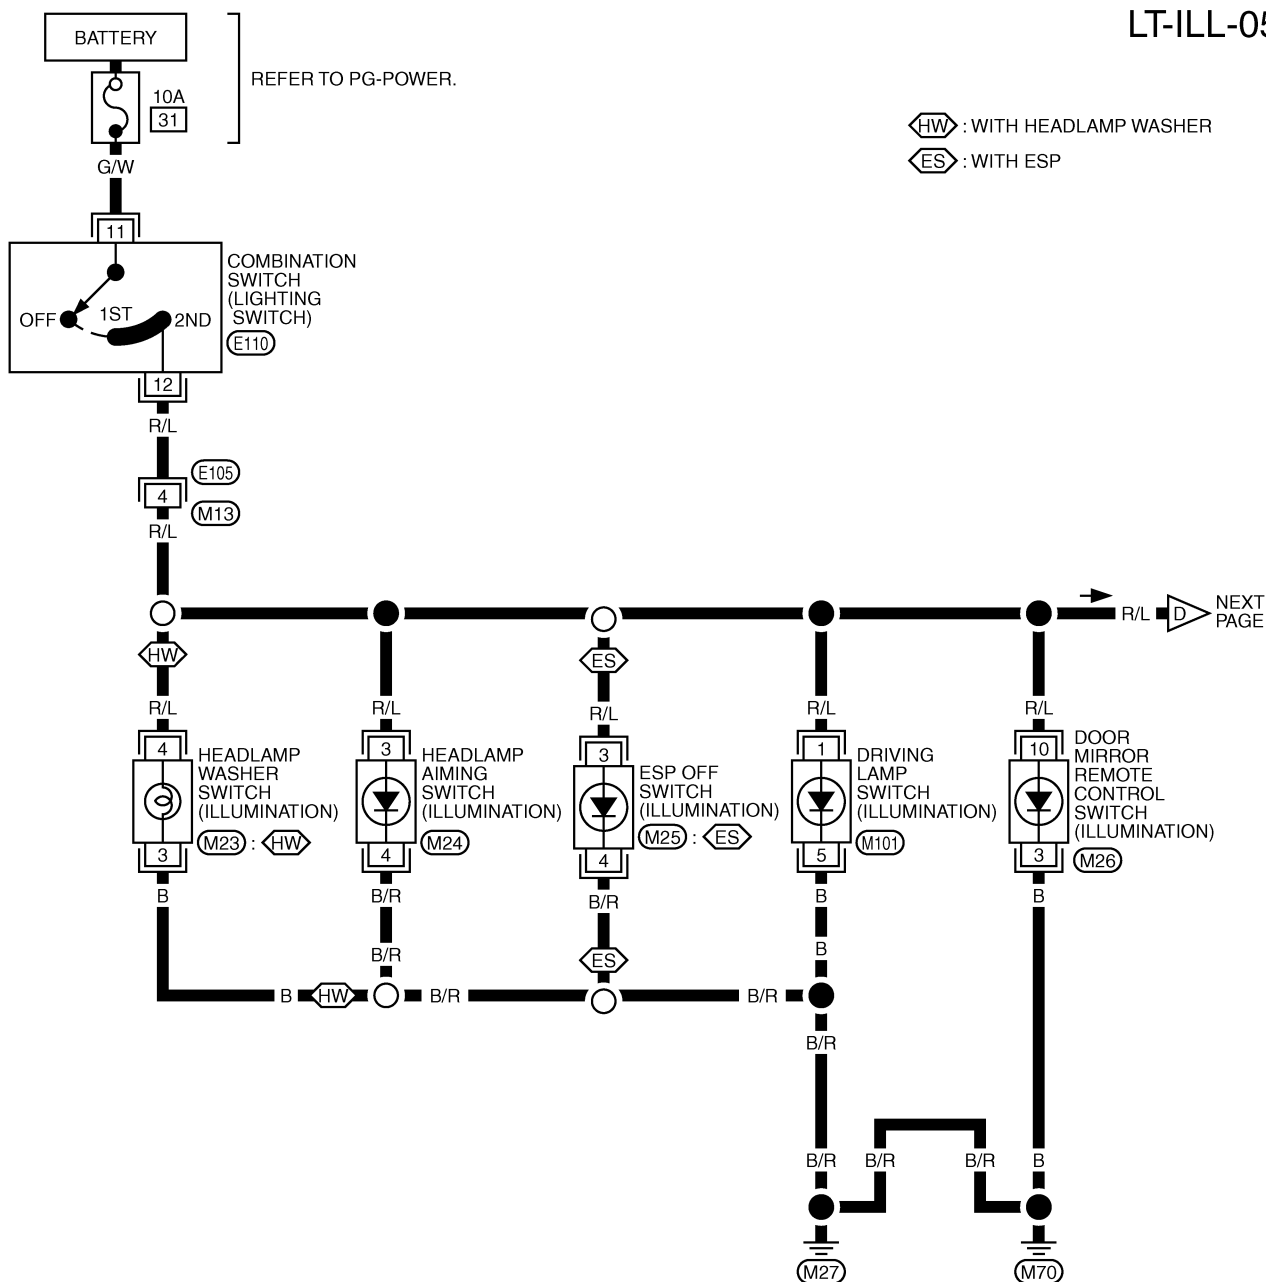 LT-ILL-05
BATTERY
REFER TO PG-POWER.
10A
31
HW : WITH HEADLAMP WASHER
ES : WITH ESP
G/W
11
COMBINATION
SWITCH
(LIGHTING
SWITCH)
E110
OFF 1ST 2ND
12
R/L
E105
4
M13
R/L
R/L D NEXT
PAGE
HW ES
R/L R/L R/L R/L R/L
4 HEADLAMP
WASHER
SWITCH
(ILLUMINATION)
M23 : HW
3
3 HEADLAMP
AIMING
SWITCH
(ILLUMINATION)
M24
4
3 ESP OFF
SWITCH
(ILLUMINATION)
M25 : ES
4
1 DRIVING
LAMP
SWITCH
(ILLUMINATION)
M101
5
10 DOOR
MIRROR
REMOTE
CONTROL
SWITCH
(ILLUMINATION)
M26
3
B B/R B/R B B
B/R ES B
B HW B/R B/R
B/R
B/R B/R B/R B
M27 M70